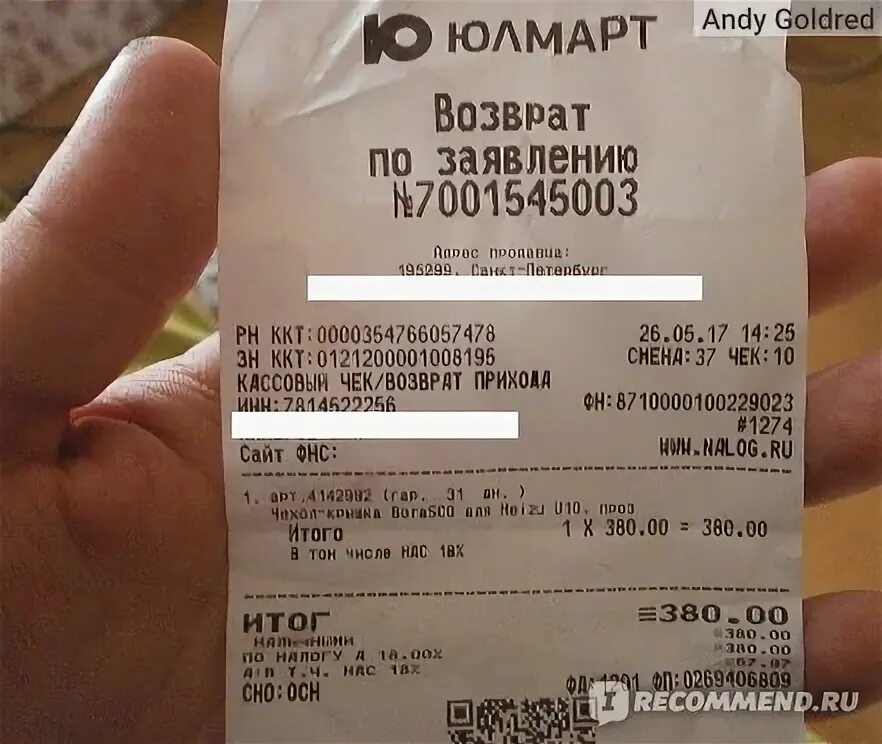 Andy Goldred
Ю ЮЛМАРТ
Возврат
по заявлению
№7001545003
Адрес продавца:
195299, Санкт-Петербург
РН ККТ:0000354766057478 26.05.17 14:25
ЗН ККТ:0121200001008195 СМЕНА:37 ЧЕК:10
КАССОВЫЙ ЧЕК/ВОЗВРАТ ПРИХОДА
ИНН:7814522256 ФН:8710000100229023
#1274
Сайт ФНС: WWW.NALOG.RU
1. арт.4142992 (гар. 31 дн. )
Чехол-крышка BoraSCO для Meizu U10, проз
Итого 1 X 380.00 = 380.00
В том числе НДС 18%
ИТОГ ≡380.00
НАЛИЧНЫМИ ≡380.00
ПО НАЛОГУ А 18.00% ≡380.00
Т.Ч. НДС 18%
СНО:ОСН ФП:0269406809
IRECOMMEND.RU